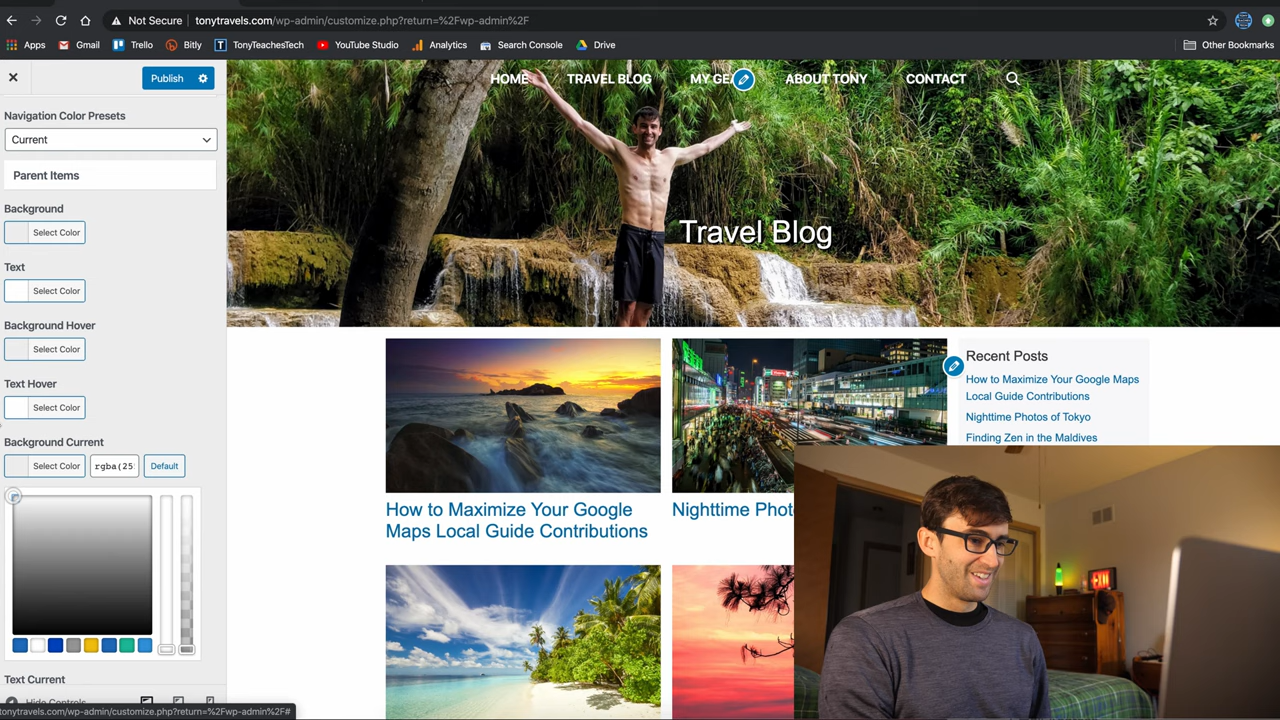 Not Secure
tonytravels.com/wp-admin/customize.php?return=%2Fwp-admin%2F
Apps Gmail Trello Bitly TonyTeachesTech YouTube Studio Analytics Search Console Drive Other Bookmarks
Publish
HOME TRAVEL BLOG MY GEA ABOUT TONY CONTACT
Navigation Color Presets
Current
Parent Items
Background
Select Color
Text
Select Color
Background Hover
Select Color
Text Hover
Select Color
Background Current
Select Color rgba(25! Default
Text Current
Hide Controls
tonytravels.com/wp-admin/customize.php?return=%2Fwp-admin%2F#
Travel Blog
How to Maximize Your Google
Maps Local Guide Contributions
Nighttime Phot
Recent Posts
How to Maximize Your Google Maps
Local Guide Contributions
Nighttime Photos of Tokyo
Finding Zen in the Maldives